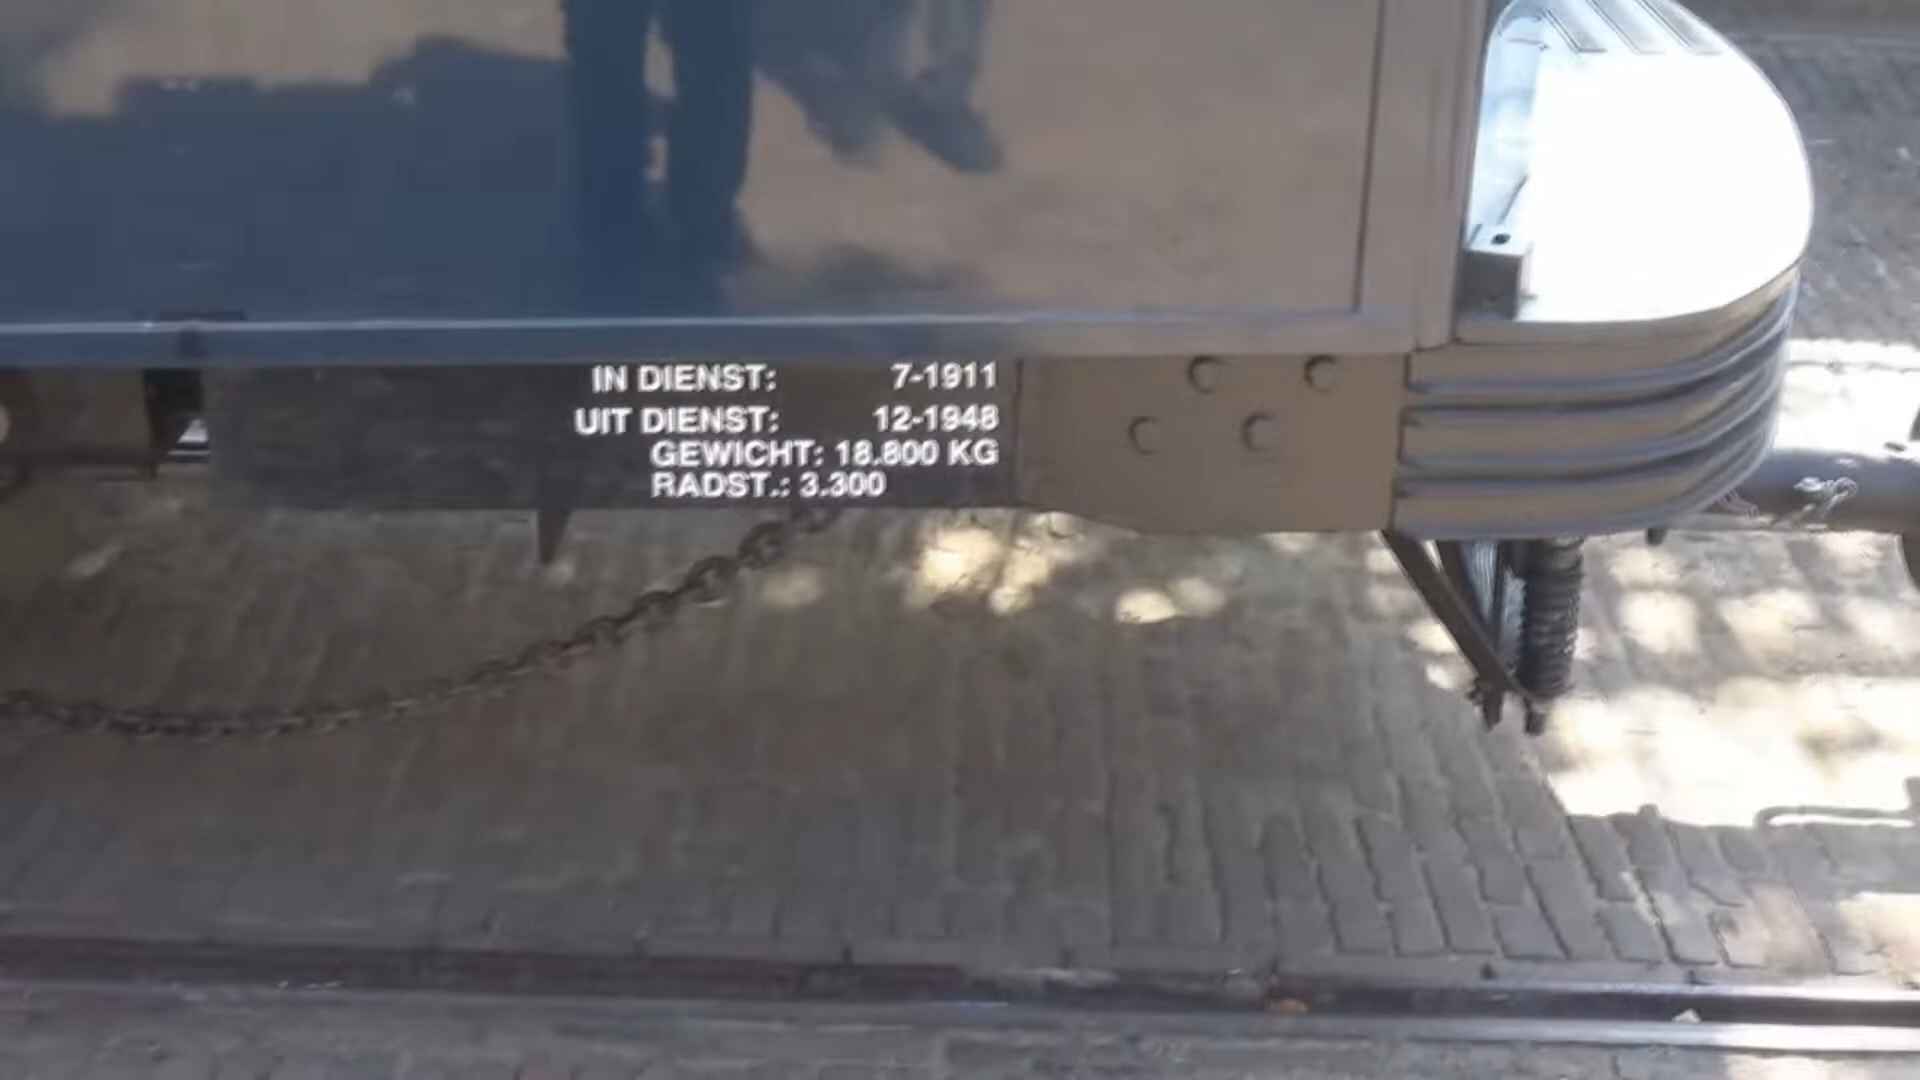 IN DIENST: 7-1911
UIT DIENST: 12-1948
GEWICHT: 18.800 KG
RADST.: 3.300